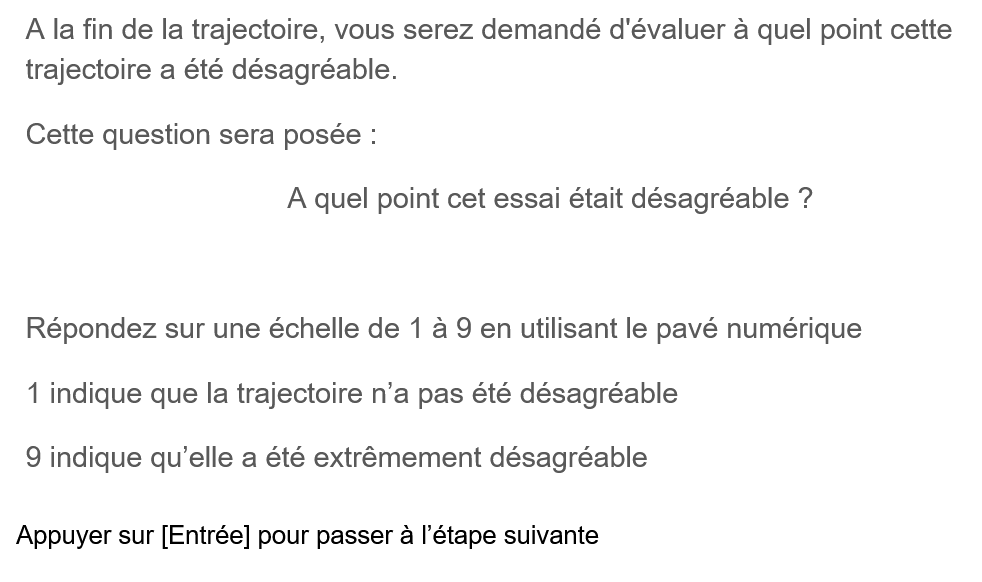 A la fin de la trajectoire, vous serez demandé d'évaluer à quel point cette
trajectoire a été désagréable.
Cette question sera posée :
A quel point cet essai était désagréable ?
Répondez sur une échelle de 1 à 9 en utilisant le pavé numérique
1 indique que la trajectoire n’a pas été désagréable
9 indique qu’elle a été extrêmement désagréable
Appuyer sur [Entrée] pour passer à l’étape suivante